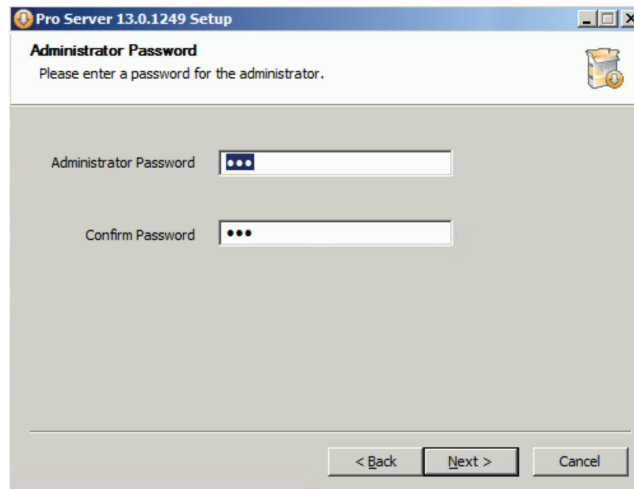 Pro Server 13.0.1249 Setup
Administrator Password
Please enter a password for the administrator.
Administrator Password •••
Confirm Password •••
< Back Next > Cancel